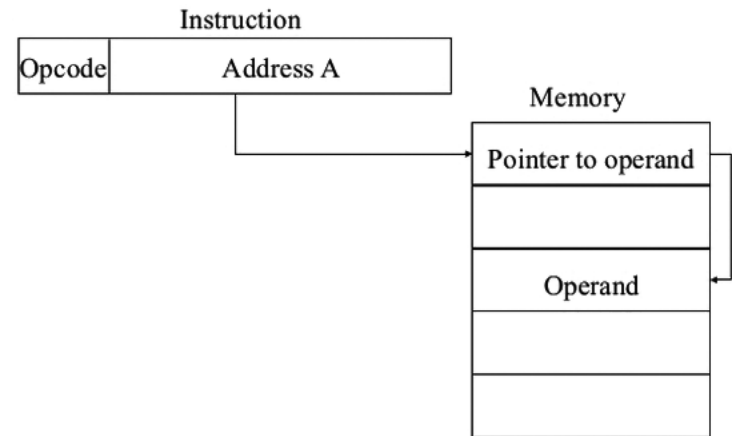 Instruction
Opcode Address A
Memory
Pointer to operand
Operand